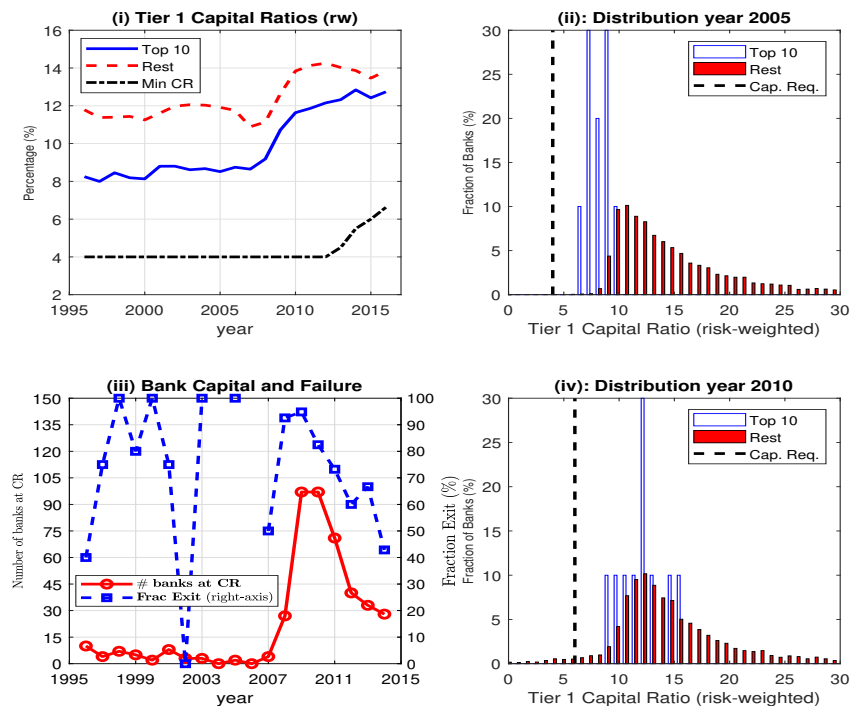 (i) Tier 1 Capital Ratios (rw)
16
14
12
10
8
6
4
2
Percentage (%)
Top 10
Rest
Min CR
1995
2000
2005
2010
2015
year
(ii): Distribution year 2005
30
25
20
15
10
5
0
Fraction of Banks (%)
Top 10
Rest
Cap. Req.
0
5
10
15
20
25
30
Tier 1 Capital Ratio (risk-weighted)
(iii) Bank Capital and Failure
150
135
120
105
90
75
60
45
30
15
0
Number of banks at CR
# banks at CR
Frac Exit (right-axis)
100
90
80
70
60
50
40
30
20
10
0
Fraction Exit (%)
1995
1999
2003
2007
2011
2015
year
(iv): Distribution year 2010
30
25
20
15
10
5
0
Fraction of Banks (%)
Top 10
Rest
Cap. Req.
0
5
10
15
20
25
30
Tier 1 Capital Ratio (risk-weighted)